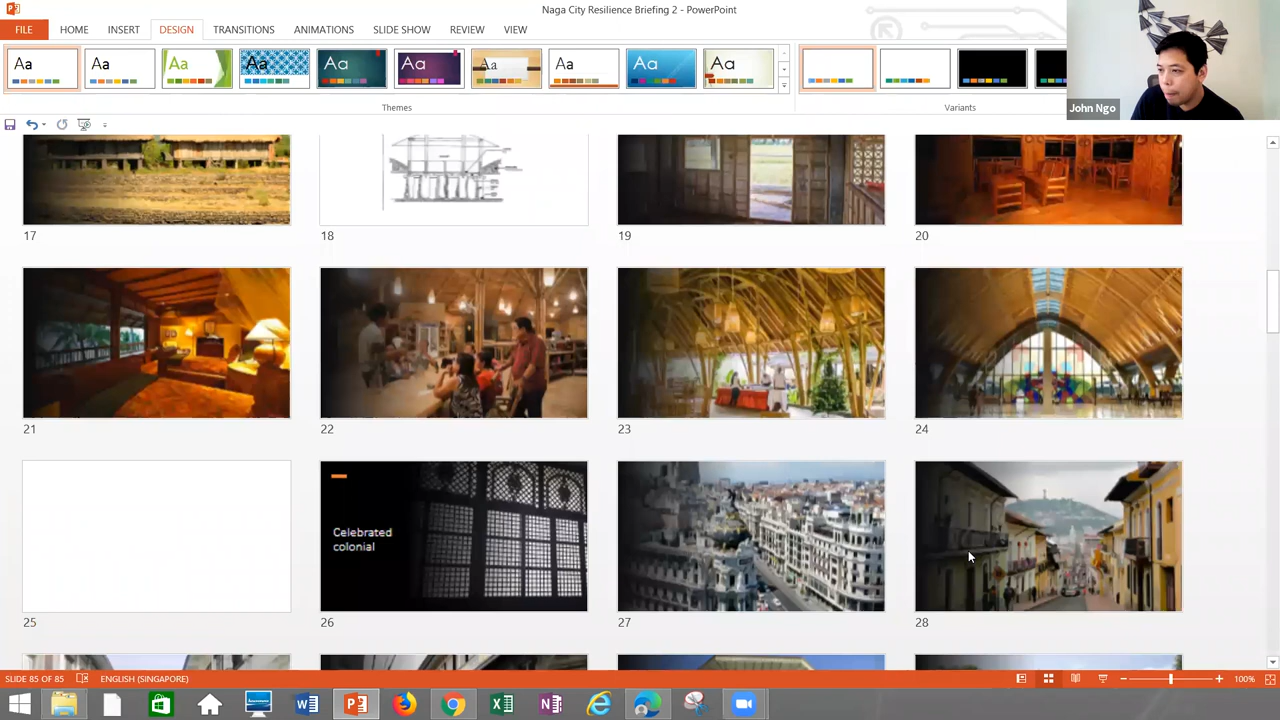 Naga City Resilience Briefing 2 - PowerPoint
FILE HOME INSERT DESIGN TRANSITIONS ANIMATIONS SLIDE SHOW REVIEW VIEW
Aa Aa Aa Aa Aa Aa Aa Aa Aa Aa
Themes Variants
John Ngo
17 18 19 20
21 22 23 24
Celebrated
colonial
25 26 27 28
SLIDE 85 OF 85 ENGLISH (SINGAPORE) 100%